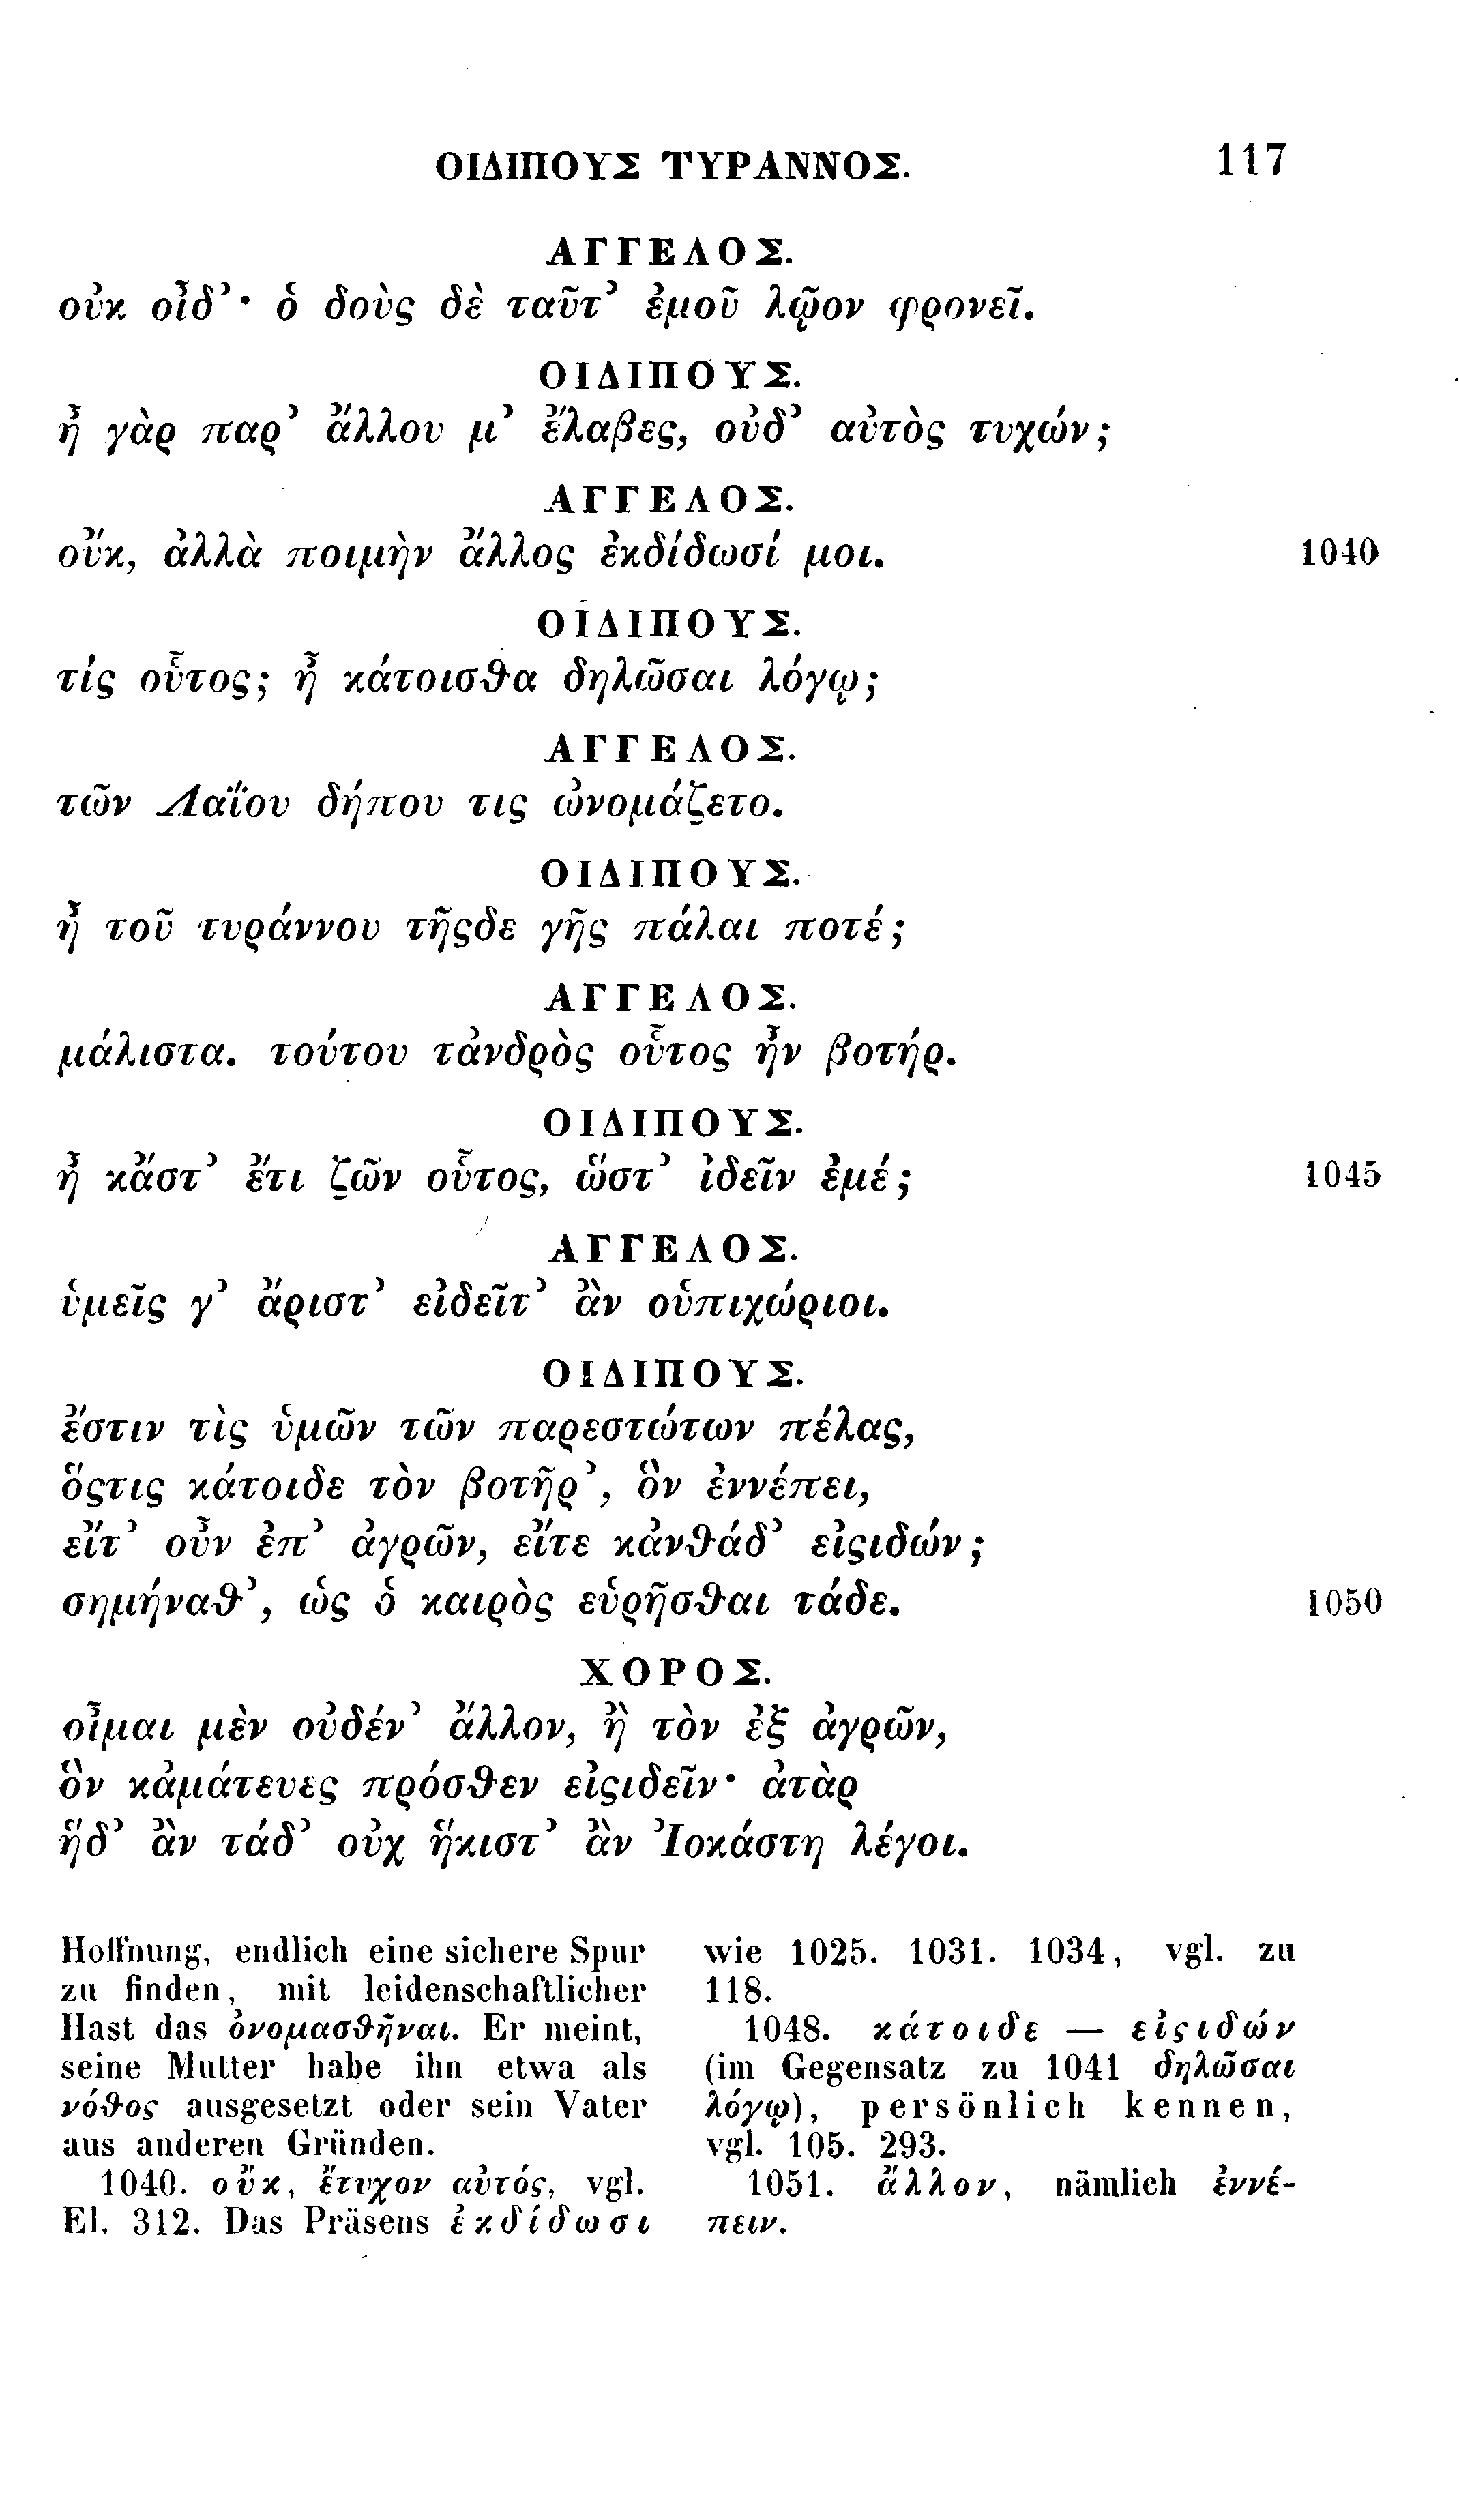 ΟΙΔΙΠΟΥΣ ΤΥΡΑΝΝΟΣ. 117
ΑΓΓΕΛΟΣ.
οὐκ οἶδ’· ὁ δοὺς δὲ ταῦτ’ ἐμοῦ λῷον φρονεῖ.
ΟΙΔΙΠΟΥΣ.
ἦ γὰρ παρ’ ἄλλου μ’ ἔλαβες, οὐδ’ αὐτὸς τυχών;
ΑΓΓΕΛΟΣ.
οὔκ, ἀλλὰ ποιμὴν ἄλλος ἐκδίδωσί μοι. 1040
ΟΙΔΙΠΟΥΣ.
τίς οὗτος; ἦ κάτοισθα δηλῶσαι λόγῳ;
ΑΓΓΕΛΟΣ.
τῶν Λαΐου δήπου τις ὠνομάζετο.
ΟΙΔΙΠΟΥΣ.
ἦ τοῦ τυράννου τῆςδε γῆς πάλαι ποτέ;
ΑΓΓΕΛΟΣ.
μάλιστα. τούτου τἀνδρὸς οὗτος ἦν βοτήρ.
ΟΙΔΙΠΟΥΣ.
ἦ κἄστ’ ἔτι ζῶν οὗτος, ὥστ’ ἰδεῖν ἐμέ; 1045
ΑΓΓΕΛΟΣ.
ὑμεῖς γ’ ἄριστ’ εἰδεῖτ’ ἂν οὑπιχώριοι.
ΟΙΔΙΠΟΥΣ.
ἔστιν τὶς ὑμῶν τῶν παρεστώτων πέλας,
ὅςτις κάτοιδε τὸν βοτῆρ’, ὃν ἐννέπει,
εἴτ’ οὖν ἐπ’ ἀγρῶν, εἴτε κἀνθάδ’ εἰςιδών;
σημήναθ’, ὡς ὁ καιρὸς εὑρῆσθαι τάδε. 1050
ΧΟΡΟΣ.
οἶμαι μὲν οὐδέν’ ἄλλον, ἢ τὸν ἐξ ἀγρῶν,
ὃν κἀμάτευες πρόσθεν εἰςιδεῖν· ἀτὰρ
ἥδ’ ἂν τάδ’ οὐχ ἥκιστ’ ἂν Ἰοκάστη λέγοι.
Hoffnung, endlich eine sichere Spur
zu finden, mit leidenschaftlicher
Hast das ὀνομασθῆναι. Er meint,
seine Mutter habe ihn etwa als
νόθος ausgesetzt oder sein Vater
aus anderen Gründen.
1040. οὔκ, ἔτυχον αὐτός, vgl.
El. 312. Das Präsens ἐκδίδωσι
wie 1025. 1031. 1034, vgl. zu
118.
1048. κάτοιδε — εἰςιδών
(im Gegensatz zu 1041 δηλῶσαι
λόγῳ), persönlich kennen,
vgl. 105. 293.
1051. ἄλλον, nämlich ἐννέ-
πειν.